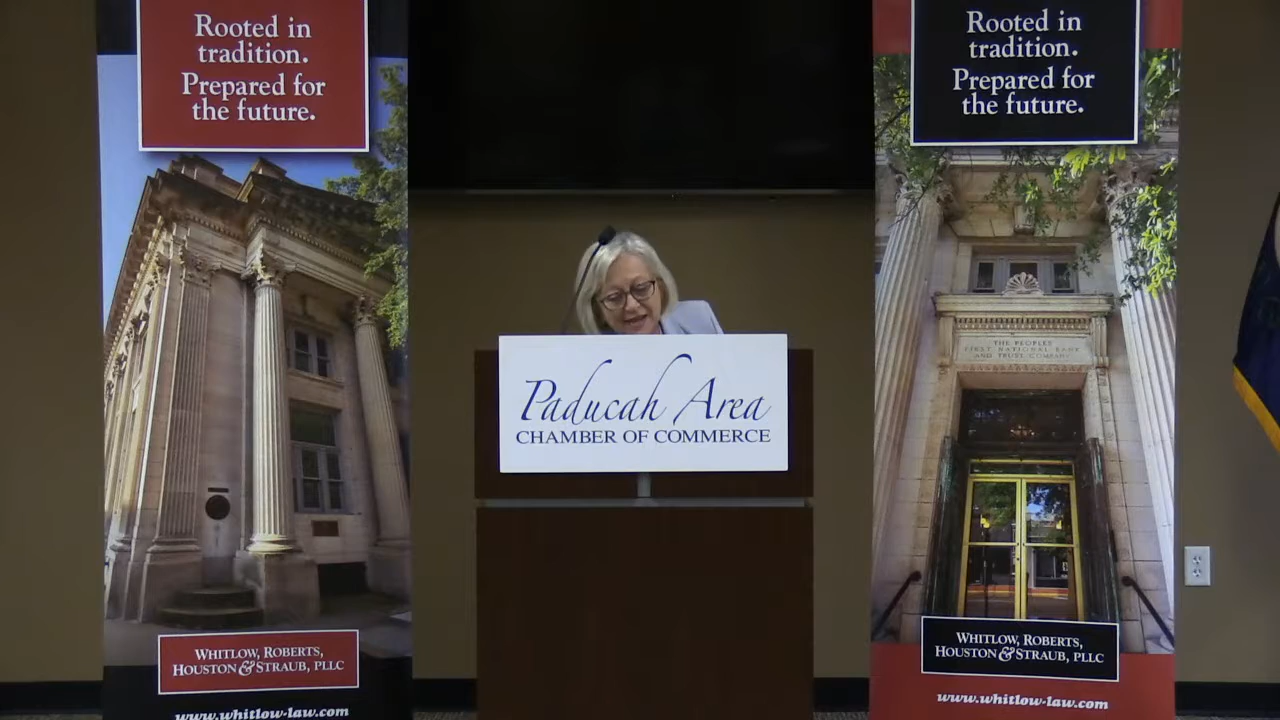 Rooted in
tradition.
Prepared for
the future.
WHITLOW, ROBERTS,
HOUSTON & STRAUB, PLLC
www.whitlow-law.com
Paducah Area
CHAMBER OF COMMERCE
Rooted in
tradition.
Prepared for
the future.
THE PEOPLES
FIRST NATIONAL BANK
AND TRUST COMPANY
WHITLOW, ROBERTS,
HOUSTON & STRAUB, PLLC
www.whitlow-law.com